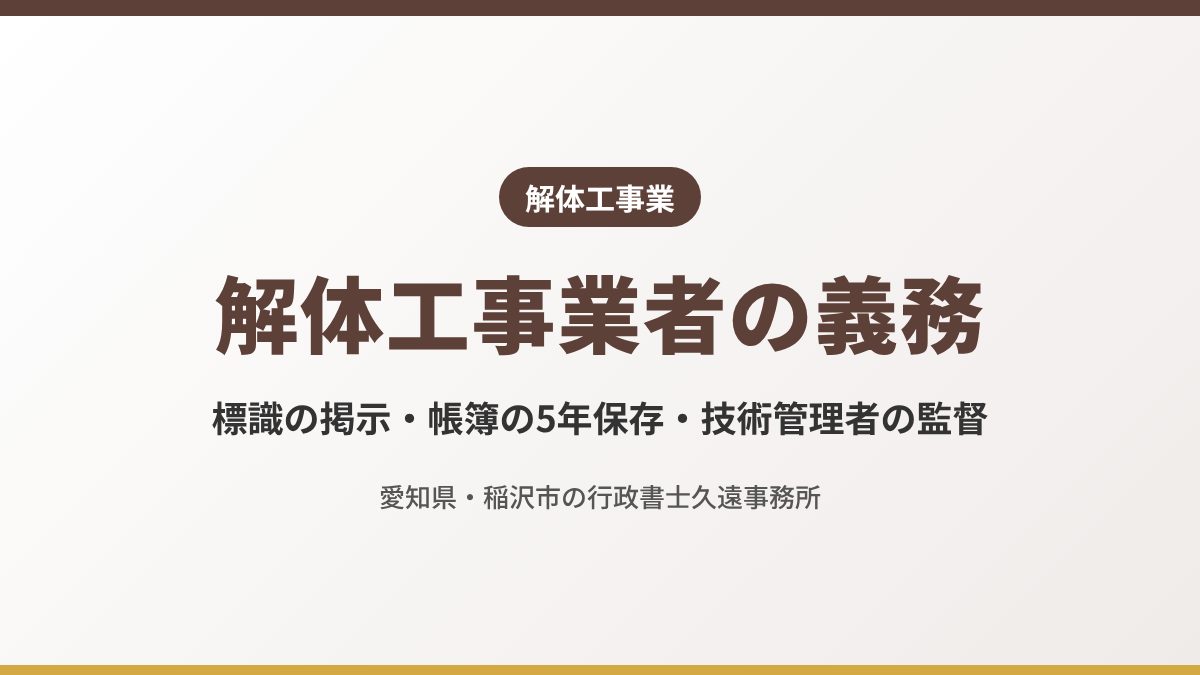 解体工事業
解体工事業者の義務
標識の掲示・帳簿の5年保存・技術管理者の監督
愛知県・稲沢市の行政書士久遠事務所